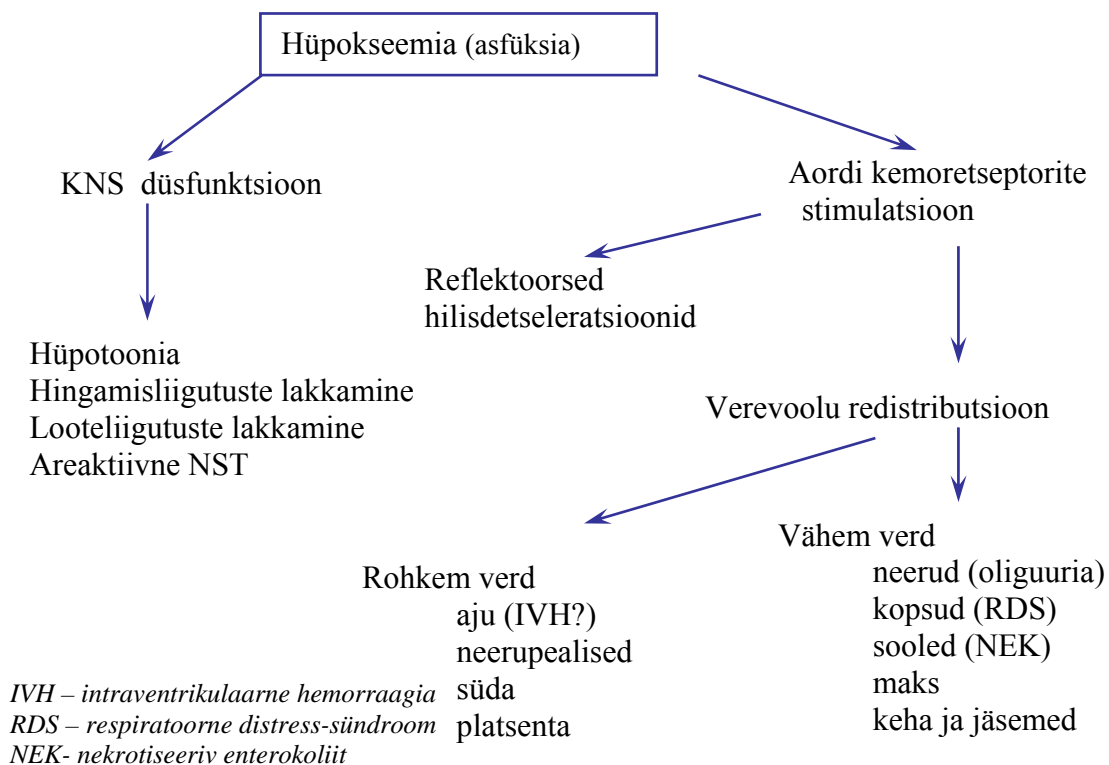 Hüpokseemia (asfüksia)
KNS düsfunktsioon
Aordi kemoretseptorite
stimulatsioon
Reflektoorsed
hilisdetseleratsioonid
Hüpotoonia
Hingamisliigutuste lakkamine
Looteliigutuste lakkamine
Areaktiivne NST
Verevoolu redistributsioon
Rohkem verd
aju (IVH?)
neerupealised
süda
platsenta
Vähem verd
neerud (oliguuria)
kopsud (RDS)
sooled (NEK)
maks
keha ja jäsemed
IVH – intraventrikulaarne hemorraagia
RDS – respiratoorne distress-sündroom
NEK- nekrotiseeriv enterokoliit